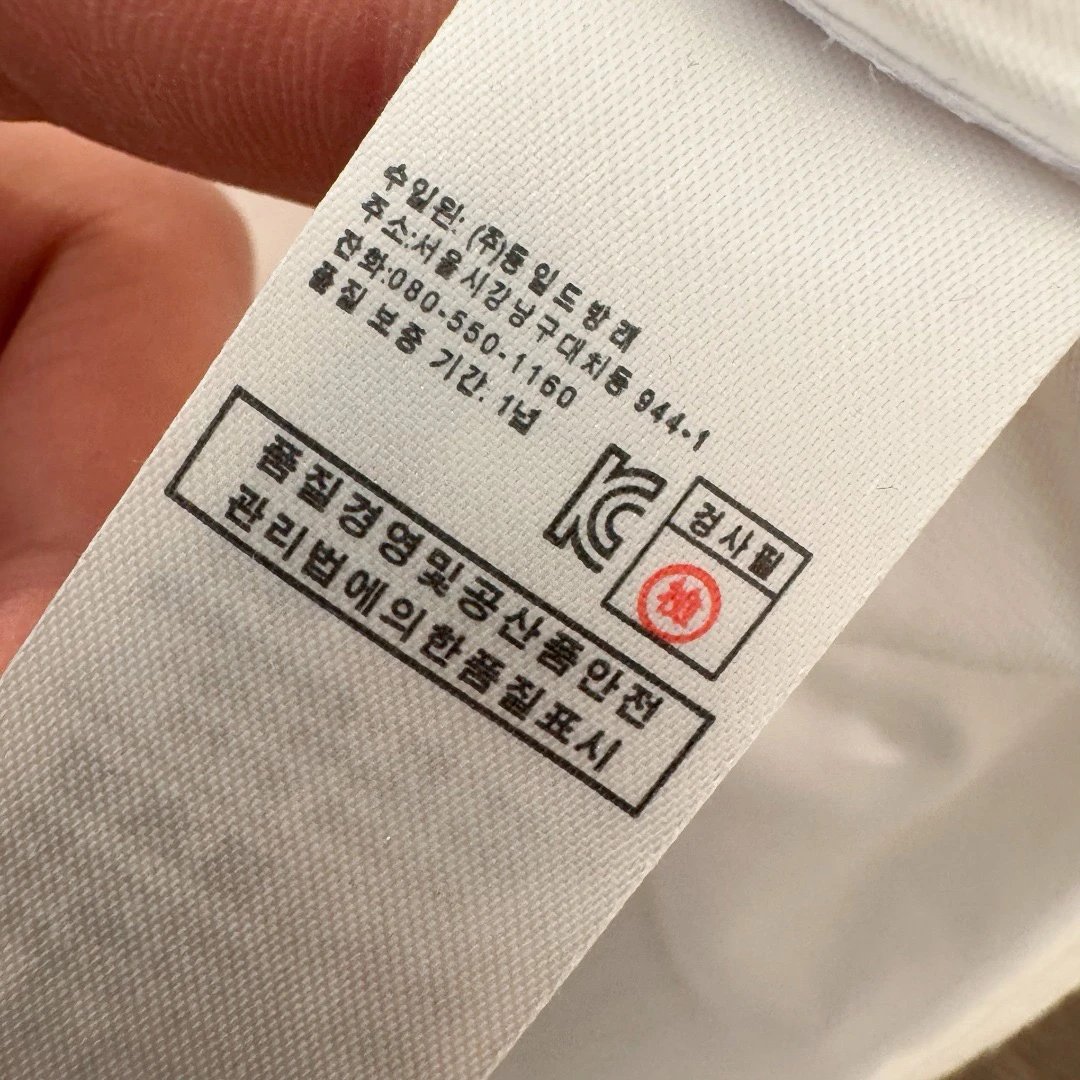 수입원: (주)동 일드 방레
주소:서울시강남구대치동 944-1
전화:080-550-1160
품질 보증 기간. 1년
KC
검사필
檢
품질경영및공산품안전
관리법에의한품질표시